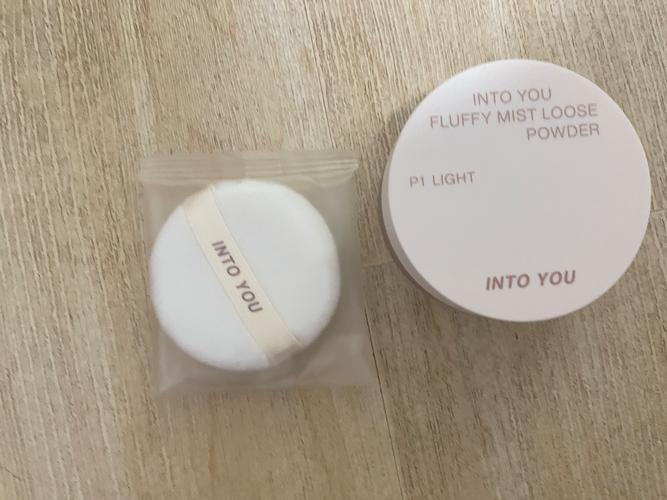 INTO YOU
FLUFFY MIST LOOSE
POWDER
P1 LIGHT
INTO YOU
INTO YOU